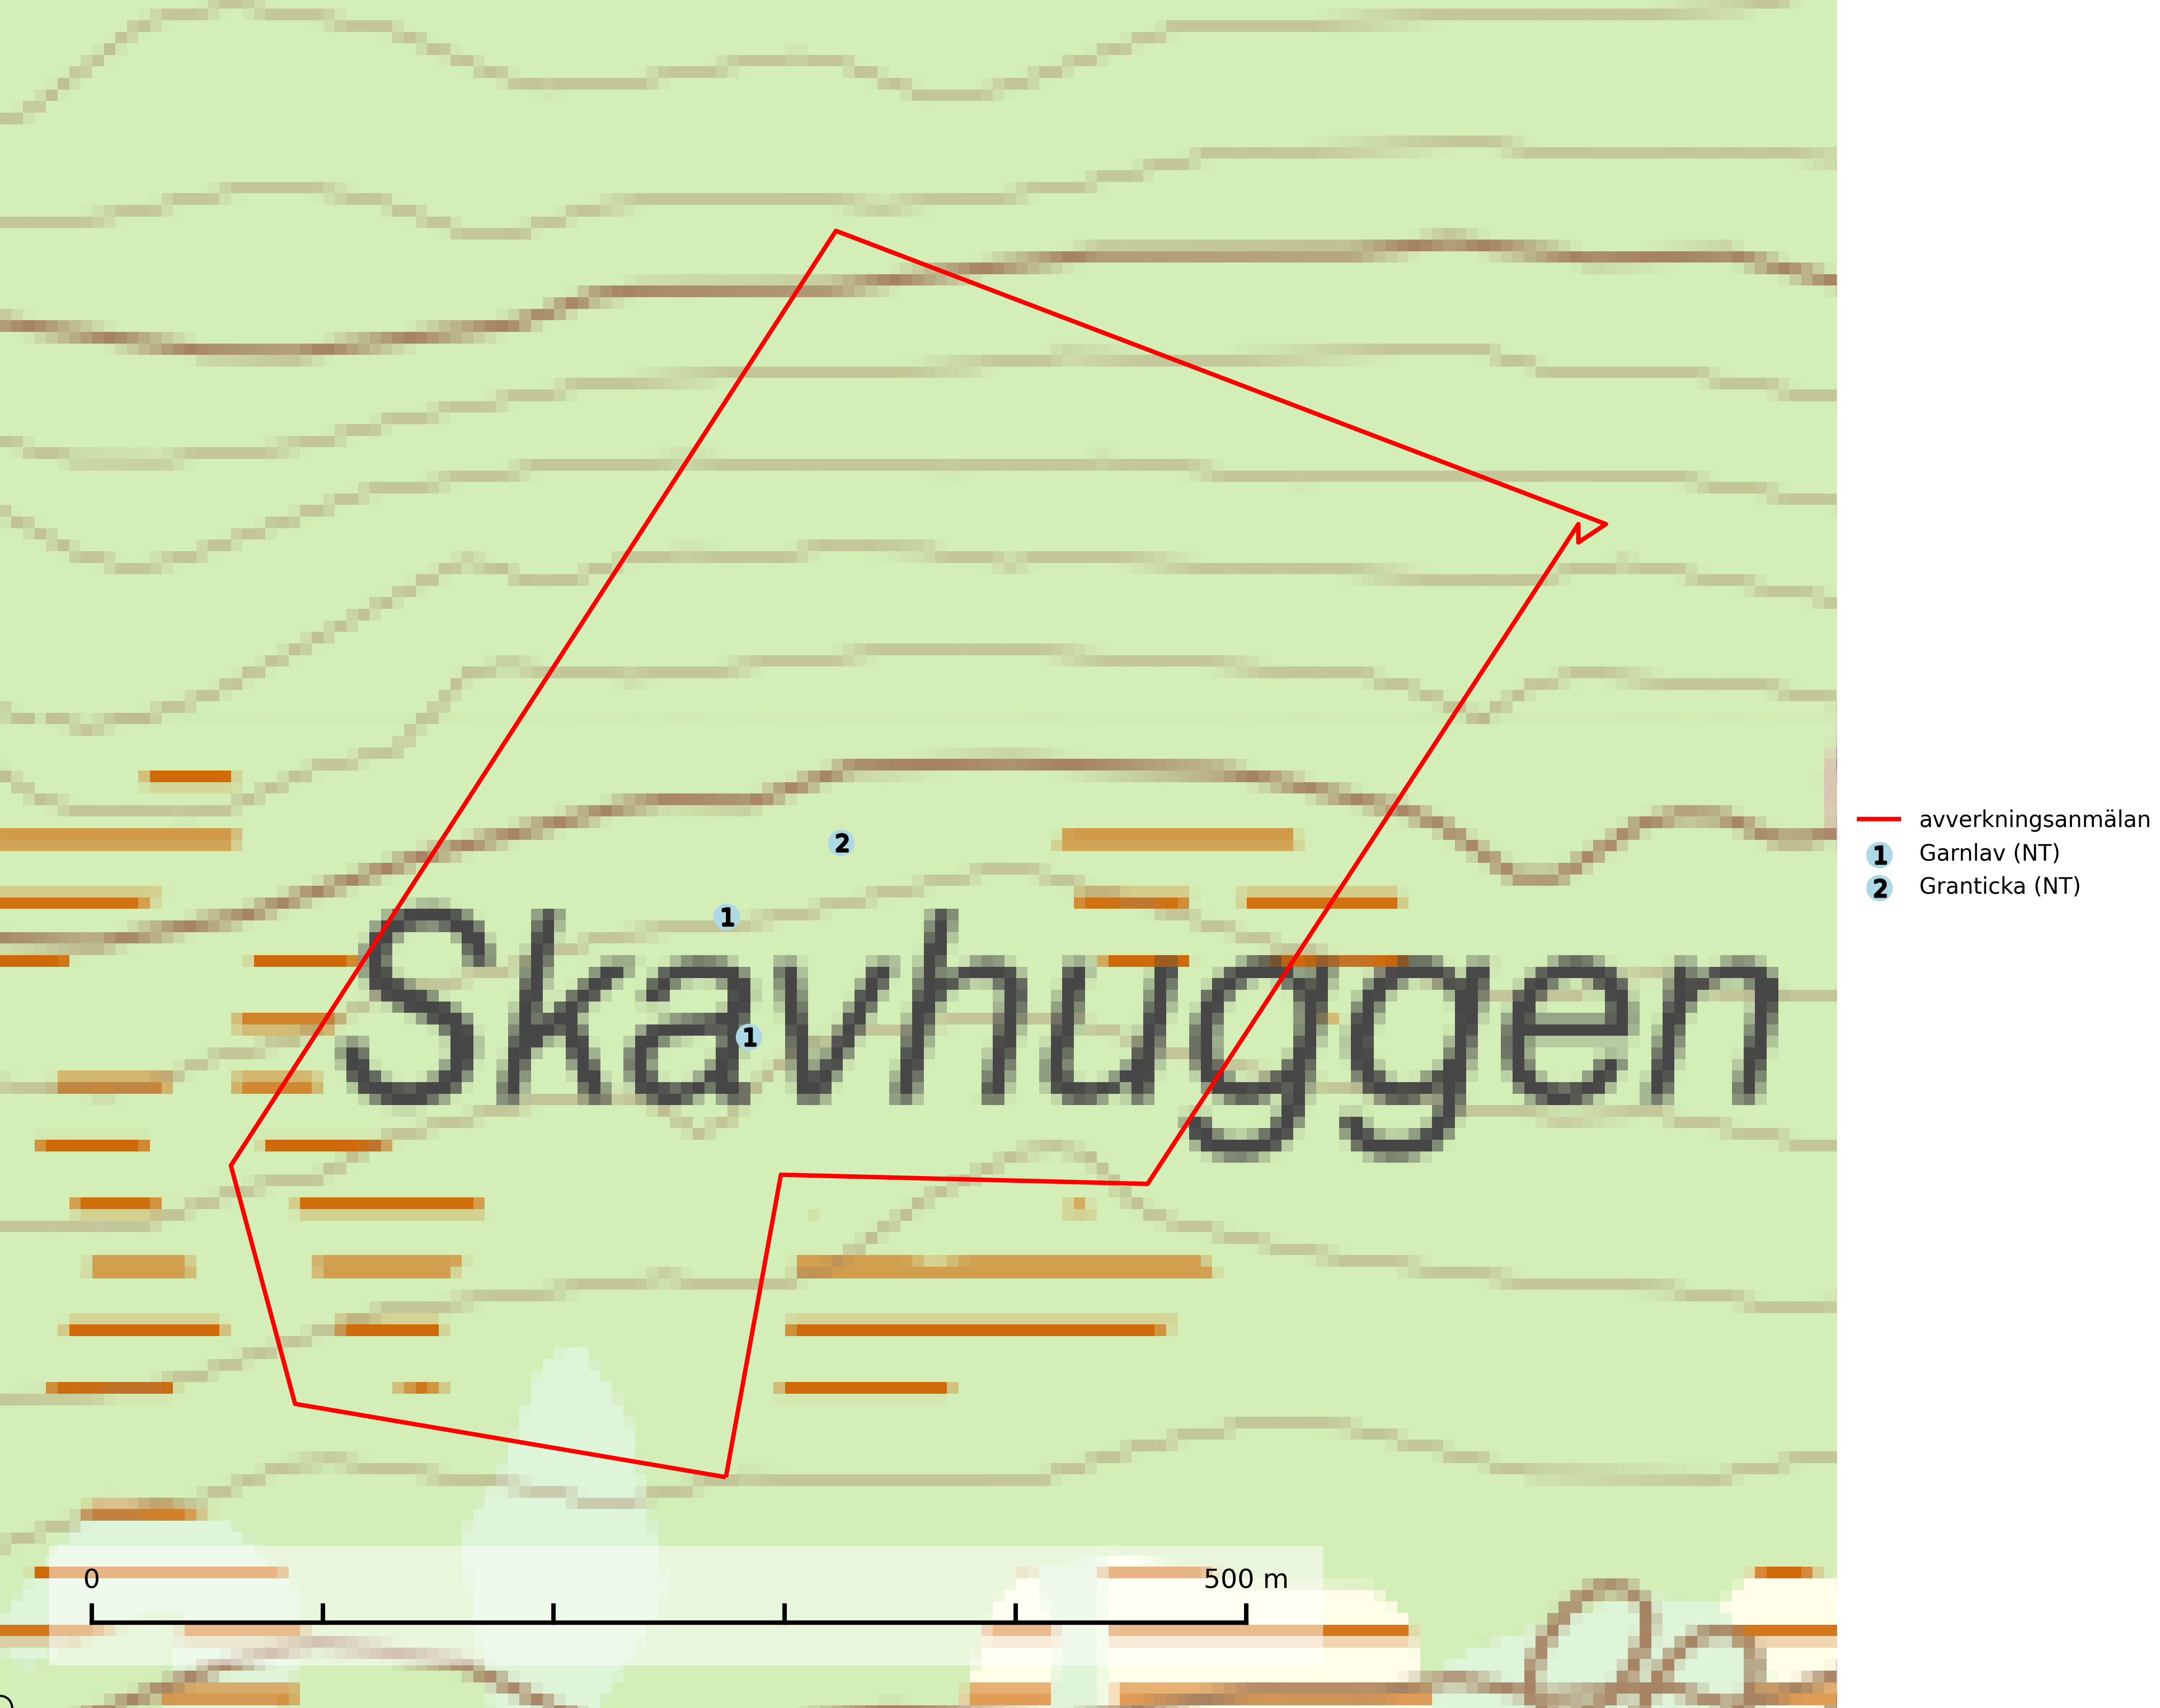 2
1
Skavhuggen
1
0
500 m
avverkningsanmälan
1 Garnlav (NT)
2 Granticka (NT)